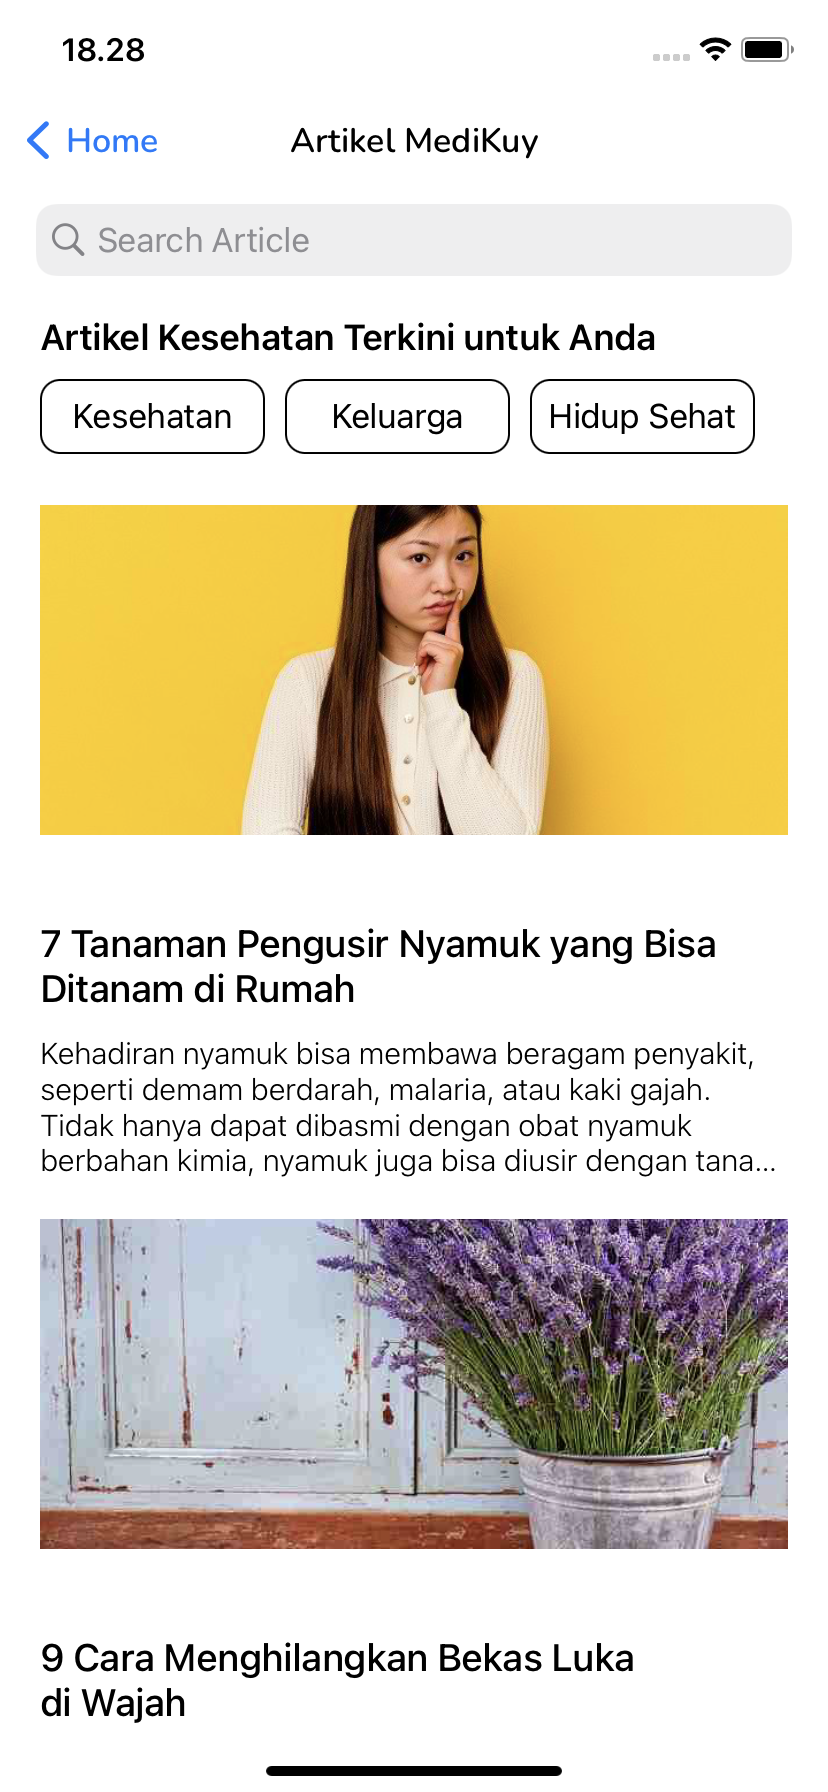 18.28
Home
Artikel MediKuy
Search Article
Artikel Kesehatan Terkini untuk Anda
Kesehatan
Keluarga
Hidup Sehat
7 Tanaman Pengusir Nyamuk yang Bisa
Ditanam di Rumah
Kehadiran nyamuk bisa membawa beragam penyakit,
seperti demam berdarah, malaria, atau kaki gajah.
Tidak hanya dapat dibasmi dengan obat nyamuk
berbahan kimia, nyamuk juga bisa diusir dengan tana...
9 Cara Menghilangkan Bekas Luka
di Wajah